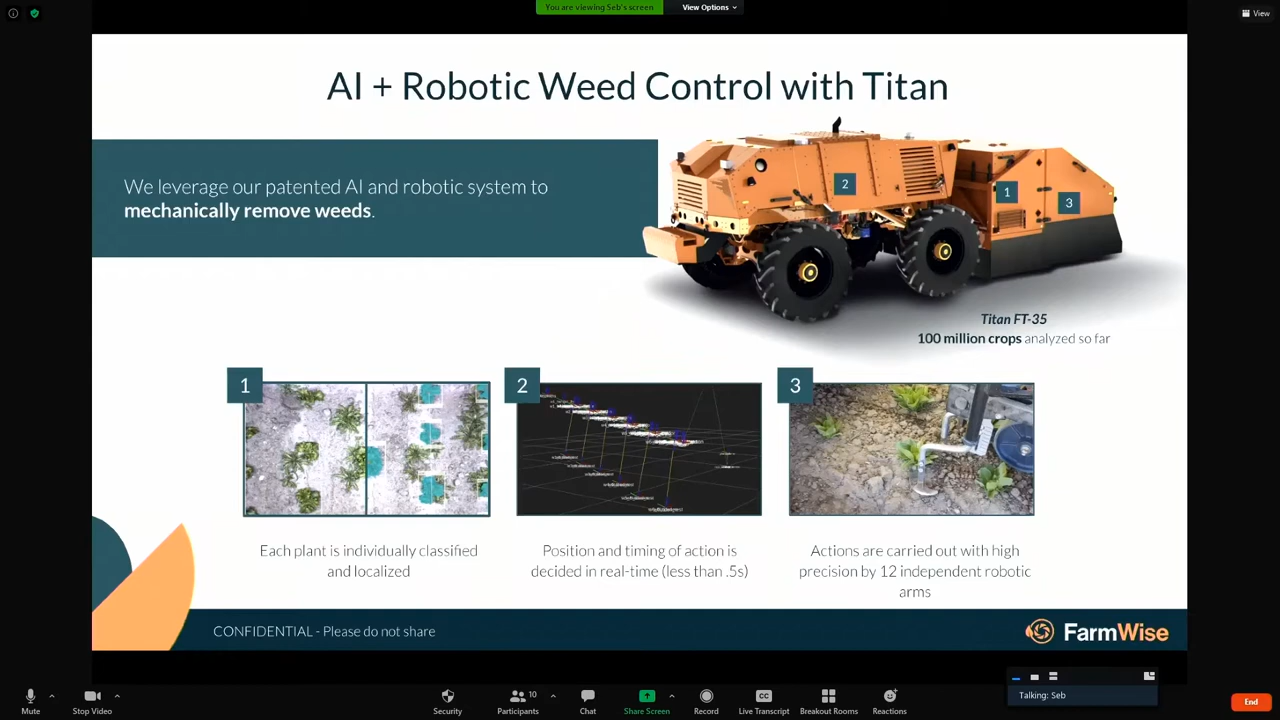 You are viewing Seb's screen
View Options
View
AI + Robotic Weed Control with Titan
We leverage our patented AI and robotic system to
mechanically remove weeds.
2
1
3
Titan FT-35
100 million crops analyzed so far
1
2
3
Each plant is individually classified
and localized
Position and timing of action is
decided in real-time (less than .5s)
Actions are carried out with high
precision by 12 independent robotic
arms
CONFIDENTIAL - Please do not share
FarmWise
Talking: Seb
Mute
Stop Video
Security
Participants
10
Chat
Share Screen
Record
CC
Live Transcript
Breakout Rooms
Reactions
End